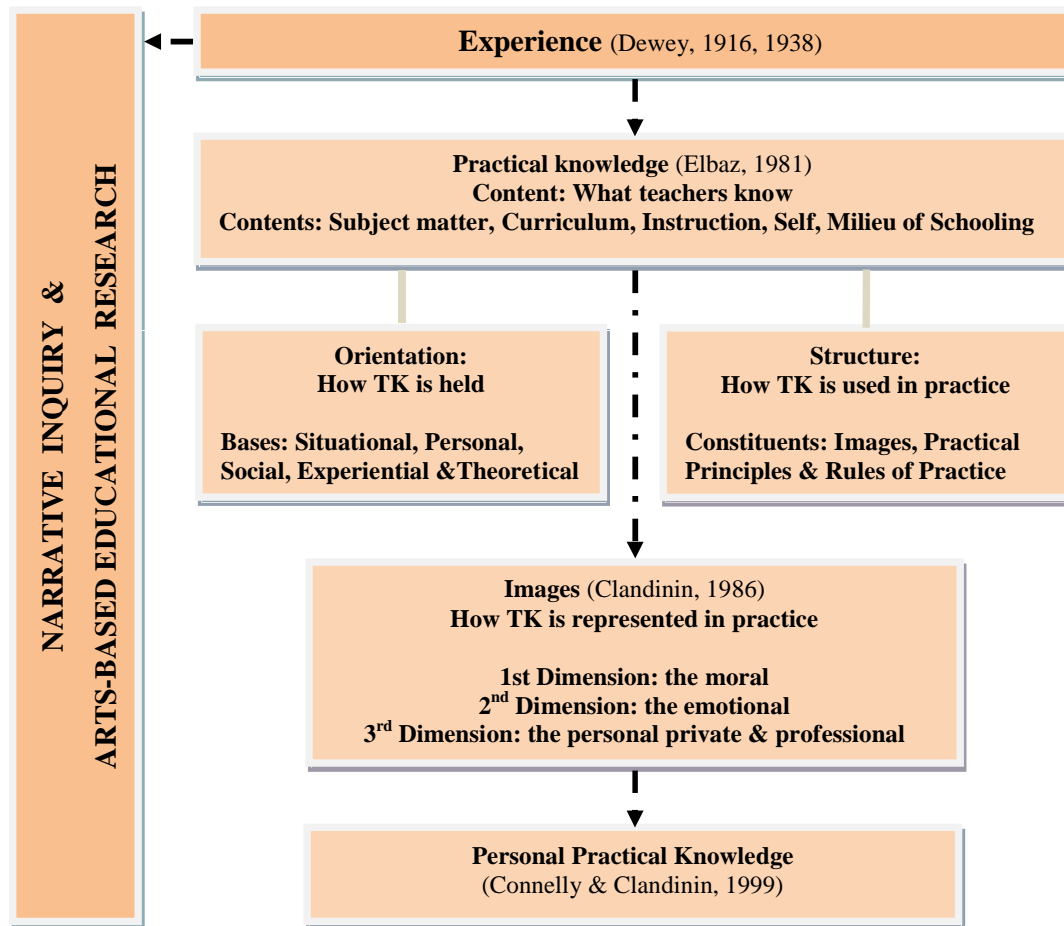 NARRATIVE INQUIRY &
ARTS-BASED EDUCATIONAL RESEARCH
Experience (Dewey, 1916, 1938)
Practical knowledge (Elbaz, 1981)
Content: What teachers know
Contents: Subject matter, Curriculum, Instruction, Self, Milieu of Schooling
Orientation:
How TK is held
Bases: Situational, Personal,
Social, Experiential &Theoretical
Structure:
How TK is used in practice
Constituents: Images, Practical
Principles & Rules of Practice
Images (Clandinin, 1986)
How TK is represented in practice
1st Dimension: the moral
2nd Dimension: the emotional
3rd Dimension: the personal private & professional
Personal Practical Knowledge
(Connelly & Clandinin, 1999)